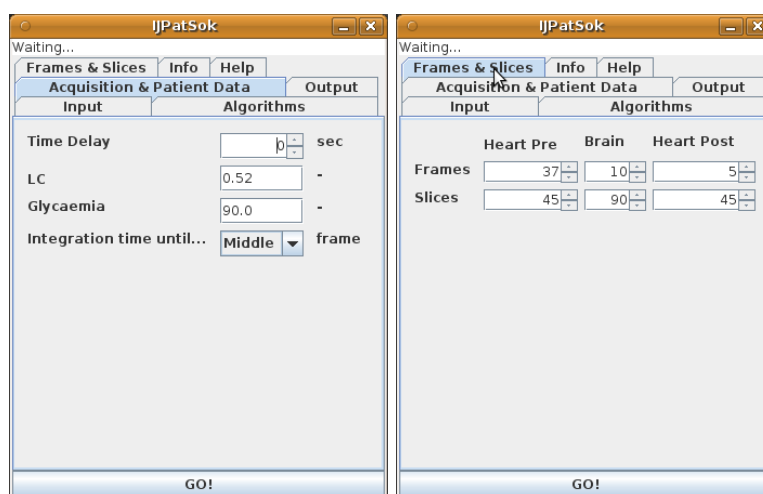 IJPatSok
Waiting...
Frames & Slices Info Help
Acquisition & Patient Data Output
Input Algorithms
Time Delay 0 sec
LC 0.52 -
Glycaemia 90.0 -
Integration time until... Middle frame
GO!
IJPatSok
Waiting...
Frames & Slices Info Help
Acquisition & Patient Data Output
Input Algorithms
Heart Pre Brain Heart Post
Frames 37 10 5
Slices 45 90 45
GO!